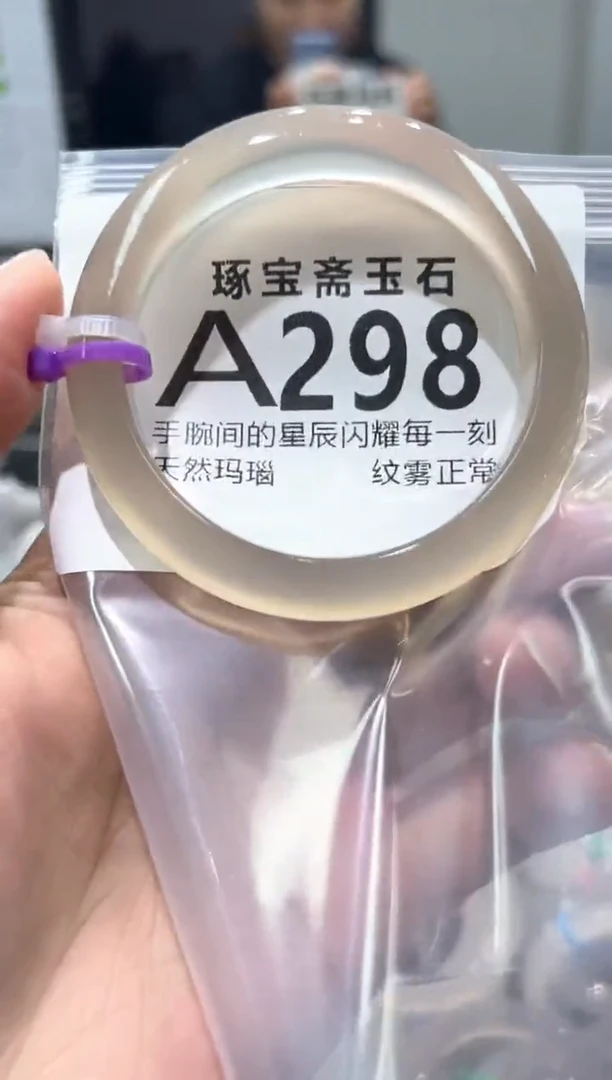 琢宝斋玉石
A298
手腕间的星辰闪耀每一刻
天然玛瑙 纹雾正常